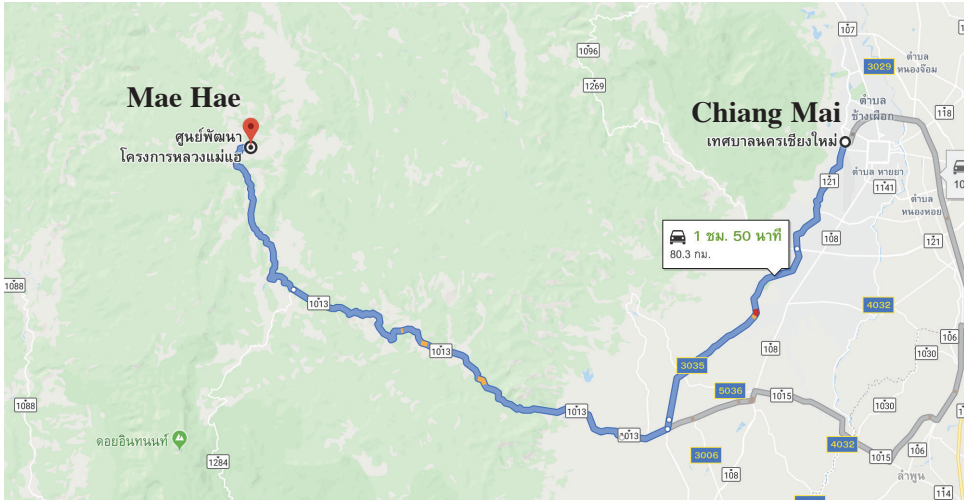 107
1096
3029
ตำบล
หนองจ๊อม
1269
Mae Hae
Chiang Mai
ตำบล
ช้างเผือก
118
ศูนย์พัฒนา
โครงการหลวงแม่แฮ
เทศบาลนครเชียงใหม่
121
ตำบล หายยา
1141
10
ตำบล
หนองหอย
1 ชม. 50 นาที
80.3 กม.
108
121
1088
1013
4032
106
1013
108
1030
3035
5036
1015
1088
1013
1030
ดอยอินทนนท์
1013
4032
106
3006
1015
1284
108
ลำพูน
114